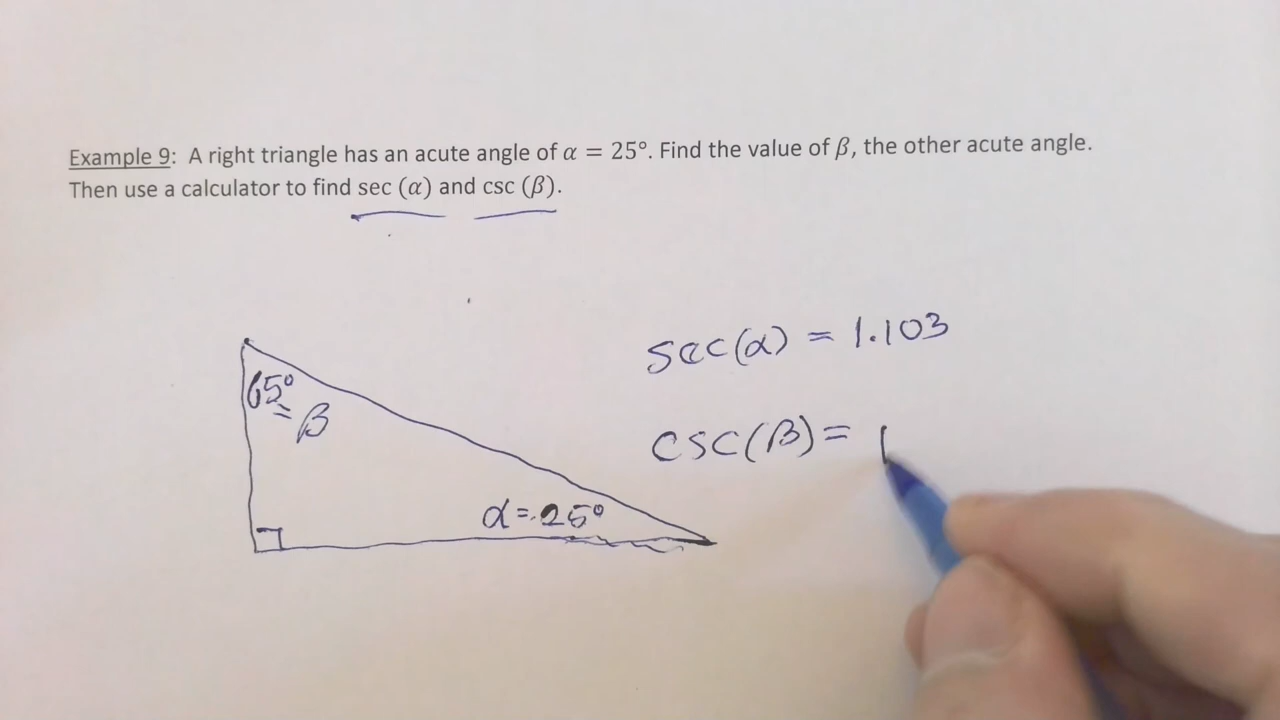 Example 9: A right triangle has an acute angle of α = 25°. Find the value of β, the other acute angle.
Then use a calculator to find sec (α) and csc (β).
sec(α) = 1.103
65°
= β
csc(β) = 1
α = 25°